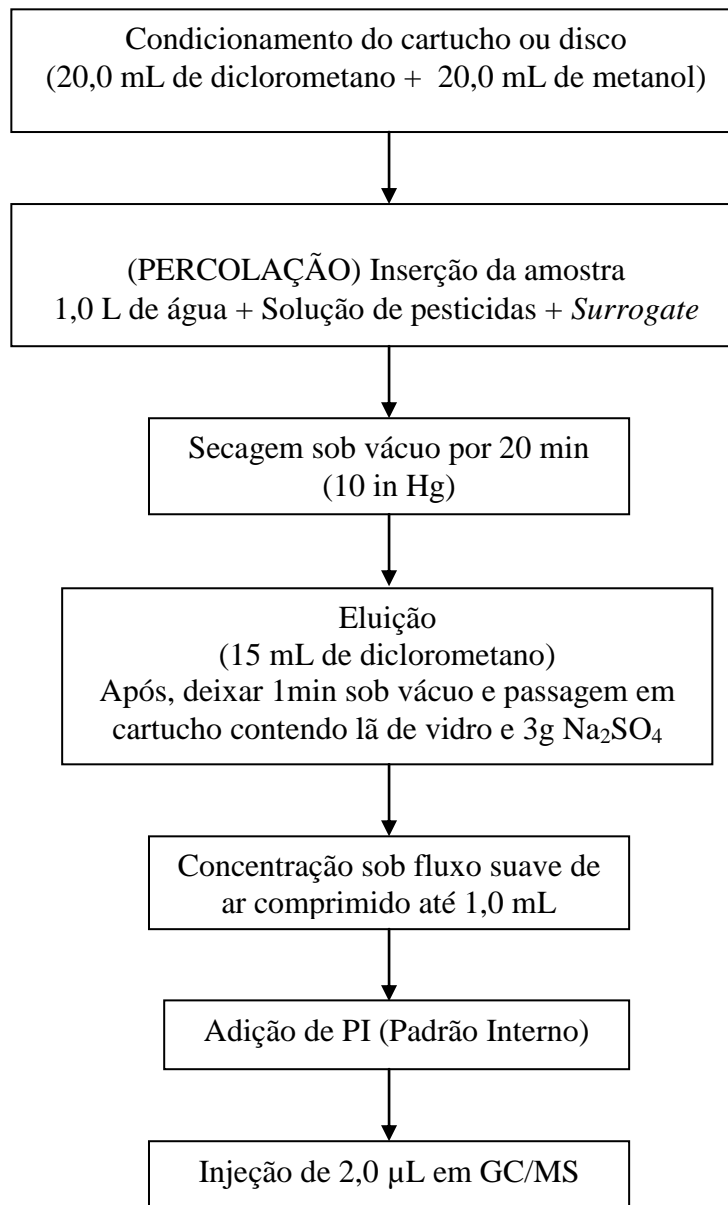 Condicionamento do cartucho ou disco
(20,0 mL de diclorometano + 20,0 mL de metanol)
(PERCOLAÇÃO) Inserção da amostra
1,0 L de água + Solução de pesticidas + Surrogate
Secagem sob vácuo por 20 min
(10 in Hg)
Eluição
(15 mL de diclorometano)
Após, deixar 1min sob vácuo e passagem em
cartucho contendo lã de vidro e 3g Na₂SO₄
Concentração sob fluxo suave de
ar comprimido até 1,0 mL
Adição de PI (Padrão Interno)
Injeção de 2,0 µL em GC/MS